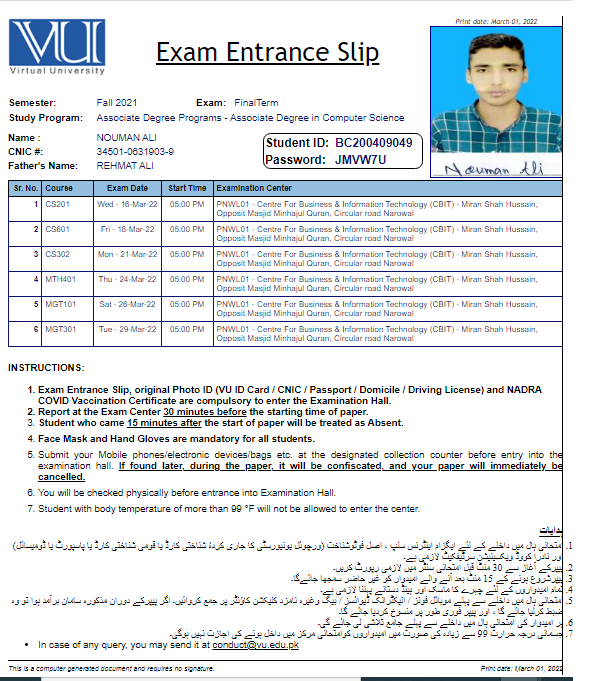 Print date: March 01, 2022
VU
Virtual University
Exam Entrance Slip
Semester: Fall 2021 Exam: FinalTerm
Study Program: Associate Degree Programs - Associate Degree in Computer Science
Name : NOUMAN ALI
CNIC #: 34501-0631903-9
Father's Name: REHMAT ALI
Student ID: BC200409049
Password: JMVW7U
Nouman Ali
Sr. No. Course Exam Date Start Time Examination Center
1 CS201 Wed - 16-Mar-22 05:00 PM PNWL01 - Centre For Business & Information Technology (CBIT) - Miran Shah Hussain,
Opposit Masjid Minhajul Quran, Circular road Narowal
2 CS601 Fri - 18-Mar-22 05:00 PM PNWL01 - Centre For Business & Information Technology (CBIT) - Miran Shah Hussain,
Opposit Masjid Minhajul Quran, Circular road Narowal
3 CS302 Mon - 21-Mar-22 05:00 PM PNWL01 - Centre For Business & Information Technology (CBIT) - Miran Shah Hussain,
Opposit Masjid Minhajul Quran, Circular road Narowal
4 MTH401 Thu - 24-Mar-22 05:00 PM PNWL01 - Centre For Business & Information Technology (CBIT) - Miran Shah Hussain,
Opposit Masjid Minhajul Quran, Circular road Narowal
5 MGT101 Sat - 26-Mar-22 05:00 PM PNWL01 - Centre For Business & Information Technology (CBIT) - Miran Shah Hussain,
Opposit Masjid Minhajul Quran, Circular road Narowal
6 MGT301 Tue - 29-Mar-22 05:00 PM PNWL01 - Centre For Business & Information Technology (CBIT) - Miran Shah Hussain,
Opposit Masjid Minhajul Quran, Circular road Narowal
INSTRUCTIONS:
1. Exam Entrance Slip, original Photo ID (VU ID Card / CNIC / Passport / Domicile / Driving License) and NADRA
COVID Vaccination Certificate are compulsory to enter the Examination Hall.
2. Report at the Exam Center 30 minutes before the starting time of paper.
3. Student who came 15 minutes after the start of paper will be treated as Absent.
4. Face Mask and Hand Gloves are mandatory for all students.
5. Submit your Mobile phones/electronic devices/bags etc. at the designated collection counter before entry into the
examination hall. If found later, during the paper, it will be confiscated, and your paper will immediately be
cancelled.
6. You will be checked physically before entrance into Examination Hall.
7. Student with body temperature of more than 99 °F will not be allowed to enter the center.
ہدایات
1. امتحانی ہال میں داخلے کے لئے ایگزام اینٹرنس سلپ ، اصل فوٹوشناخت (ورچوئل یونیورسٹی کا جاری کردہ شناختی کارڈ یا قومی شناختی کارڈ یا پاسپورٹ یا ڈومیسائل)
اور نادرا کووڈ ویکسینیشن سرٹیفکیٹ لازمی ہے۔
2. پیپرکے آغاز سے 30 منٹ قبل امتحانی سنٹر میں لازمی رپورٹ کریں۔
3. پیپرشروع ہونے کے 15 منٹ بعد آنے والے امیدوار کو غیر حاضر سمجھا جائےگا۔
4. تمام امیدواروں کے لئے چہرے کا ماسک اور ہینڈ دستانے پہننا لازمی ہے۔
5. امتحانی ہال میں داخلے سے پہلے موبائل فونز / الیکٹرانک ڈیوائسز / بیگ وغیرہ نامزد کلیکشن کاؤنٹر پر جمع کروائیں۔ اگر پیپرکے دوران مذکورہ سامان برآمد ہوا تو وہ
ضبط کرلیا جائے گا ، اور پیپر فوری طور پر منسوخ کردیا جائے گا۔
6. ہر امیدوار کی امتحانی ہال میں داخلے سے پہلے جامع تلاشی لی جائے گی۔
7. جسمانی درجہ حرارت 99 سے زیادہ کی صورت میں امیدواروں کوامتحانی مرکز میں داخل ہونے کی اجازت نہیں ہوگی۔
• In case of any query, you may send it at conduct@vu.edu.pk
This is a computer generated document and requires no signature. Print date: March 01, 2022